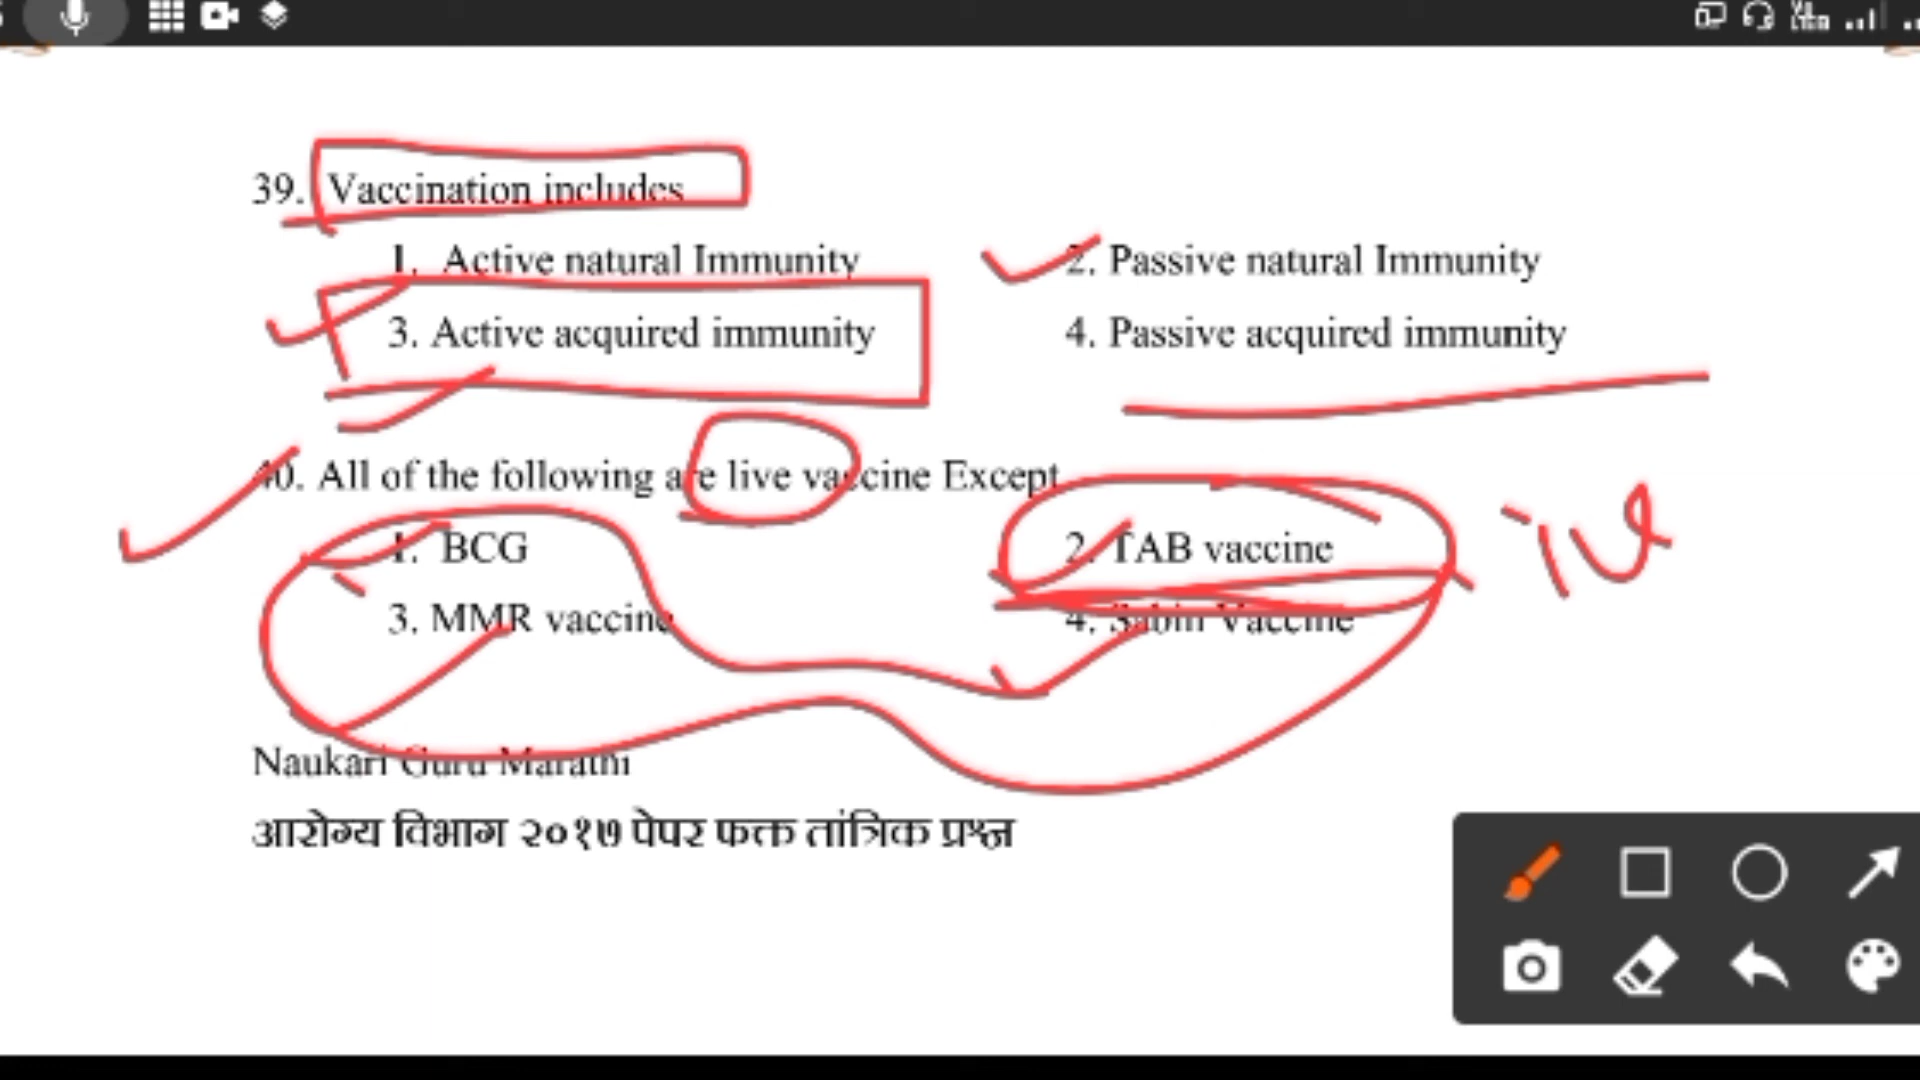 39. Vaccination includes
1. Active natural Immunity 2. Passive natural Immunity
3. Active acquired immunity 4. Passive acquired immunity
40. All of the following are live vaccine Except
1. BCG 2. TAB vaccine
3. MMR vaccine 4. Sabin Vaccine
Naukari Guru Marathi
आरोग्य विभाग २०१७ पेपर फक्त तांत्रिक प्रश्न